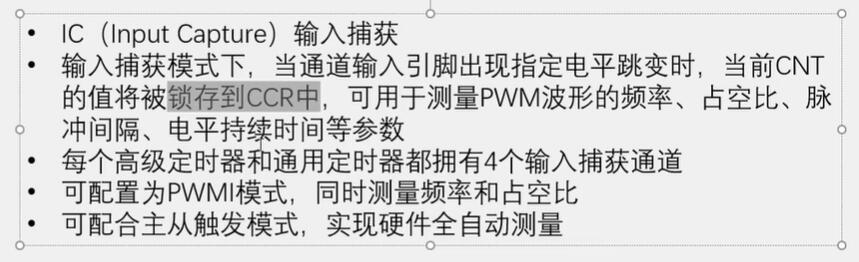 • IC（Input Capture）输入捕获
• 输入捕获模式下，当通道输入引脚出现指定电平跳变时，当前CNT
的值将被锁存到CCR中，可用于测量PWM波形的频率、占空比、脉
冲间隔、电平持续时间等参数
• 每个高级定时器和通用定时器都拥有4个输入捕获通道
• 可配置为PWMI模式，同时测量频率和占空比
• 可配合主从触发模式，实现硬件全自动测量